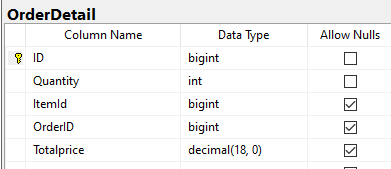 OrderDetail
Column Name Data Type Allow Nulls
ID bigint
Quantity int
ItemId bigint
OrderID bigint
Totalprice decimal(18, 0)